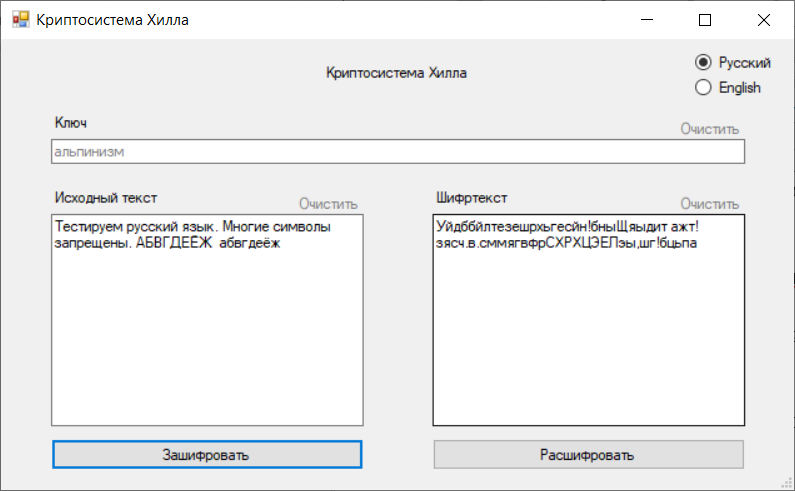 Криптосистема Хилла
Криптосистема Хилла
Русский
English
Ключ
Очистить
альпинизм
Исходный текст
Очистить
Тестируем русский язык. Многие символы
запрещены. АБВГДЕЁЖ  абвгдеёж
Шифртекст
Очистить
Уйдббйлтезешрхьгесйн!бныЩяыдит ажт!
зясч.в.сммягвфрСХРХЦЭЕЛэы,шг!бцьпа
Зашифровать
Расшифровать